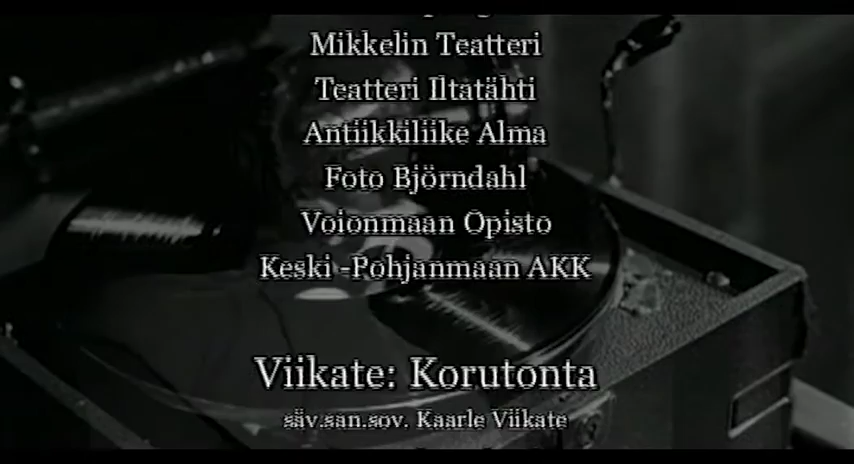 Mikkelin Teatteri
Teatteri Iltatähti
Antiikkiliike Alma
Foto Björndahl
Voionmaan Opisto
Keski -Pohjanmaan AKK
Viikate: Korutonta
säv.san.sov. Kaarle Viikate